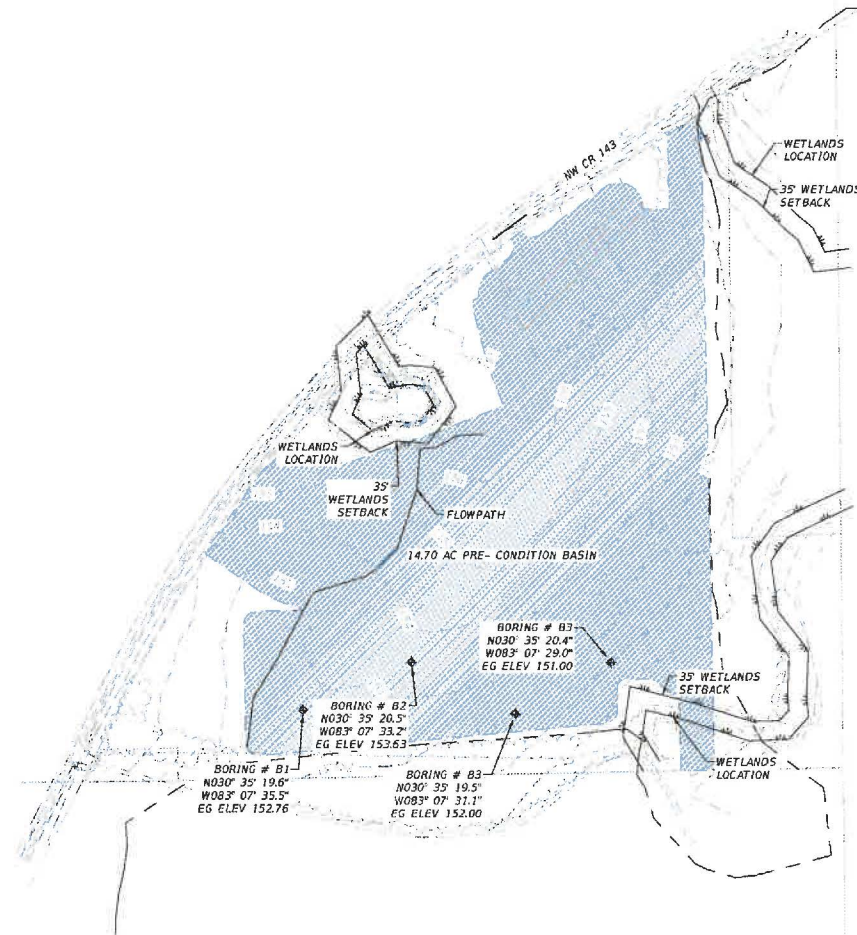 NW CR 143
WETLANDS
LOCATION
35' WETLANDS
SETBACK
WETLANDS
LOCATION
35'
WETLANDS
SETBACK
FLOWPATH
14.70 AC PRE- CONDITION BASIN
BORING # B3
N030° 35' 20.4"
W083° 07' 29.0"
EG ELEV 151.00
35' WETLANDS
SETBACK
BORING # B2
N030° 35' 20.5"
W083° 07' 33.2"
EG ELEV 153.63
WETLANDS
LOCATION
BORING # B1
N030° 35' 19.6"
W083° 07' 35.5"
EG ELEV 152.76
BORING # B3
N030° 35' 19.5"
W083° 07' 31.1"
EG ELEV 152.00